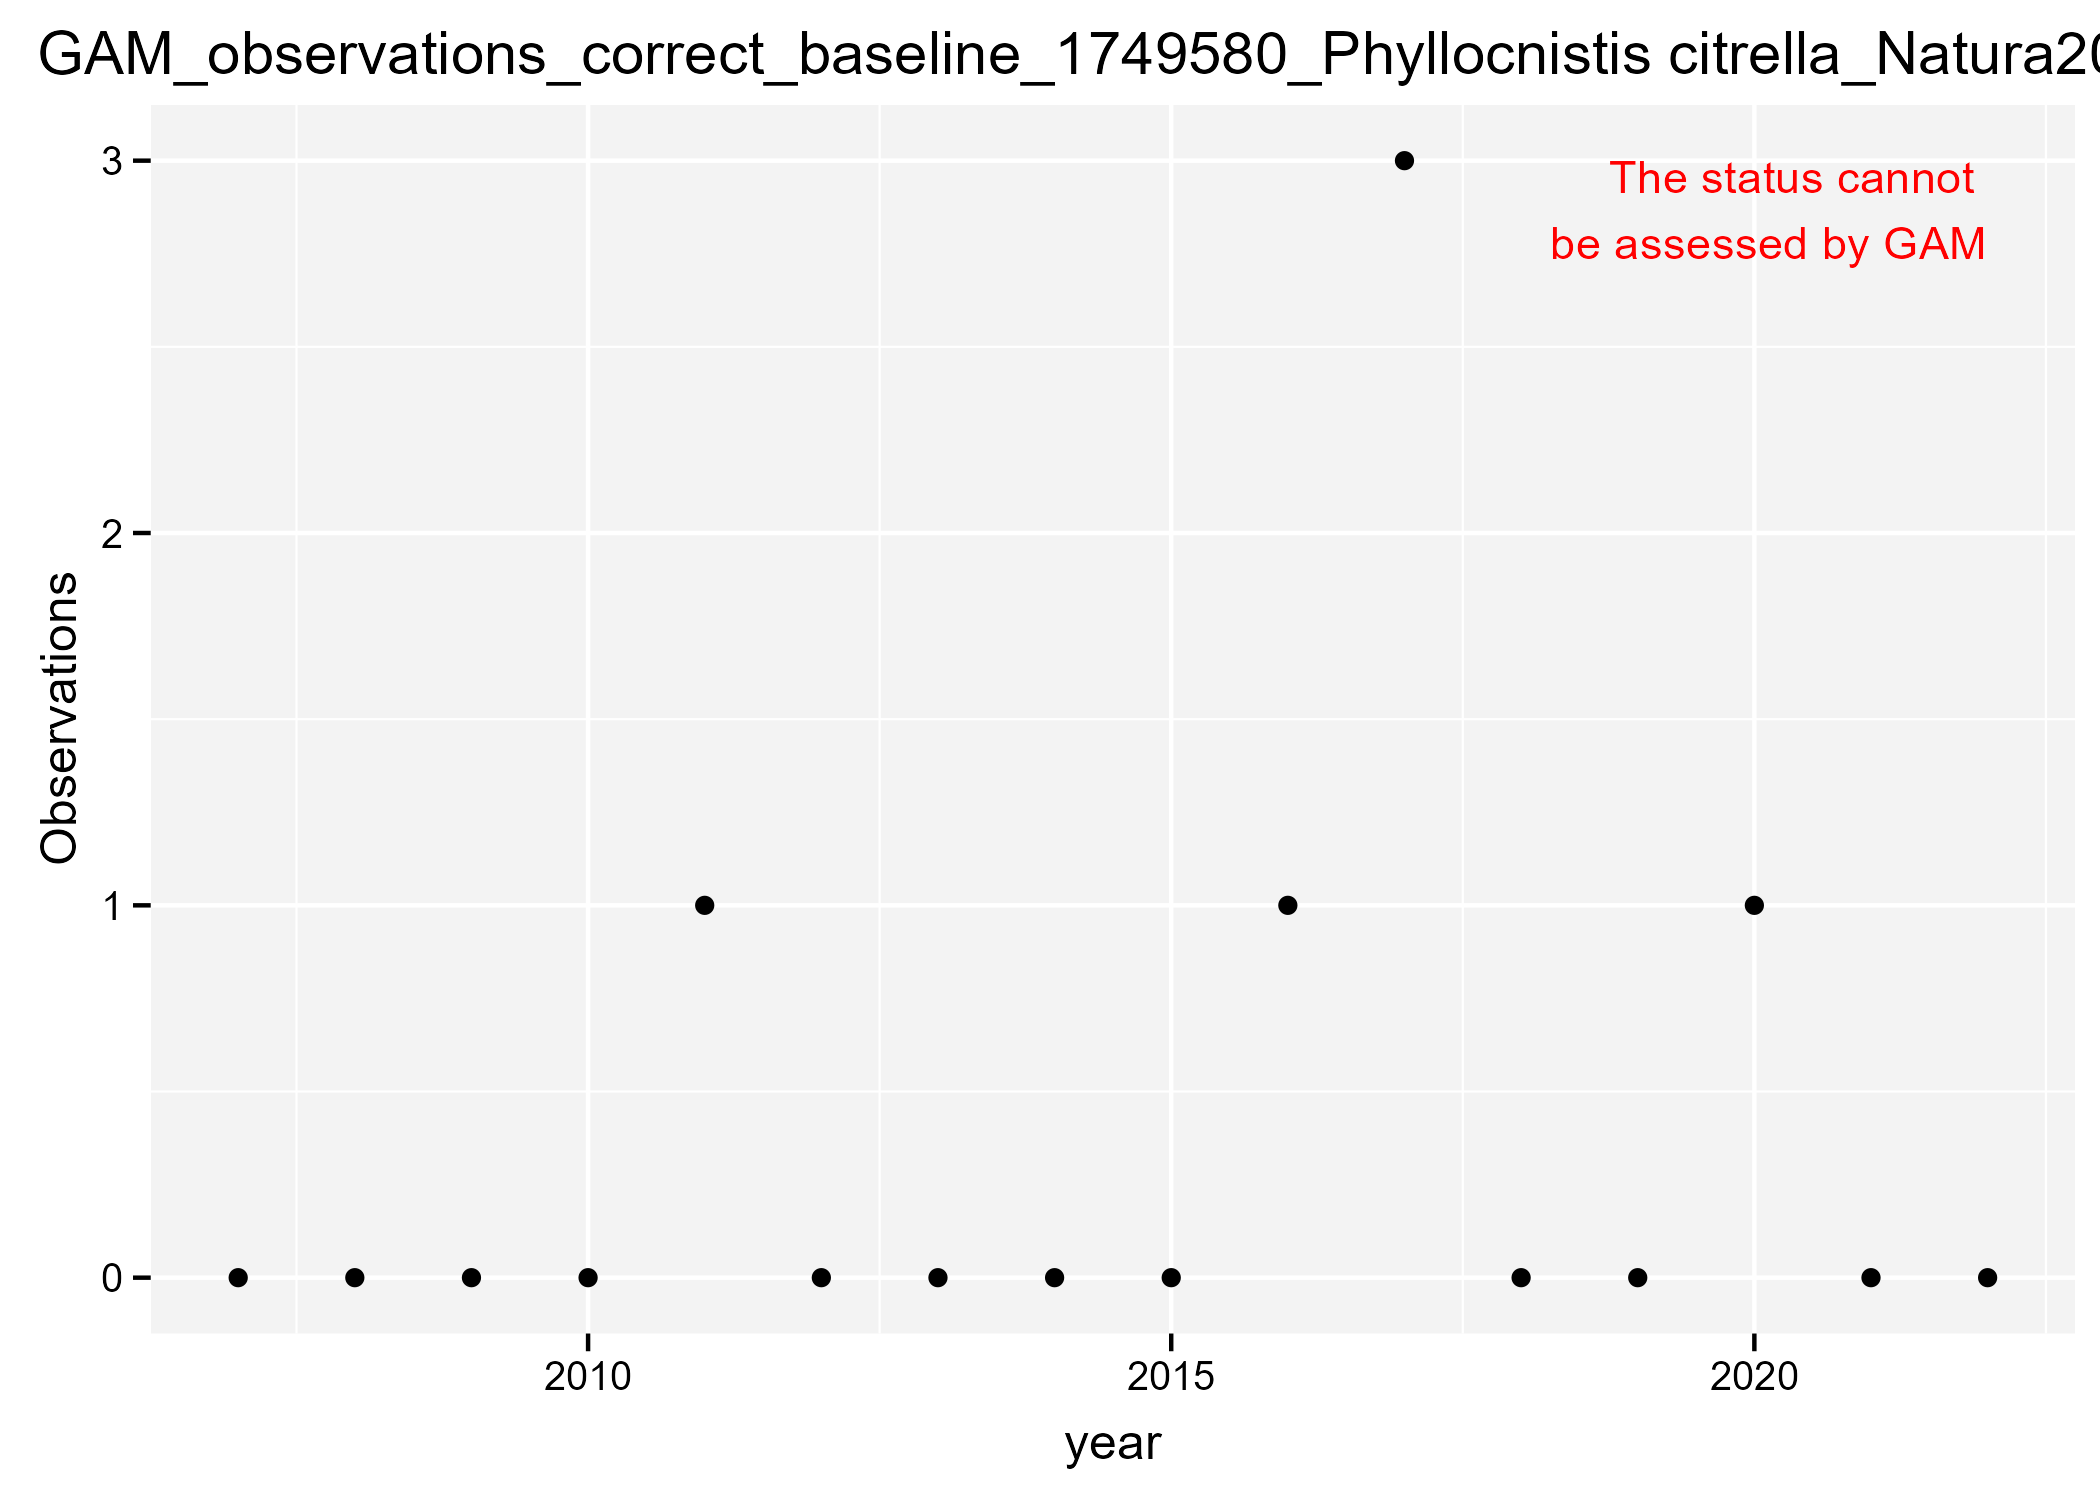 GAM_observations_correct_baseline_1749580_Phyllocnistis citrella_Natura20
3
The status cannot
be assessed by GAM
2
Observations
1
0
2010 2015 2020
year